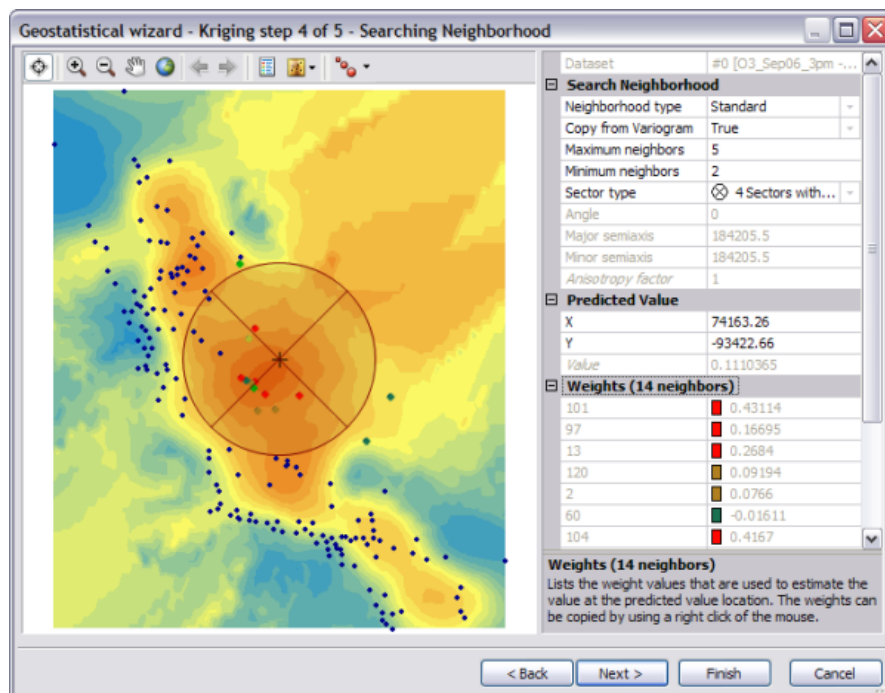 Geostatistical wizard - Kriging step 4 of 5 - Searching Neighborhood
Dataset #0 [O3_Sep06_3pm -...
Search Neighborhood
Neighborhood type Standard
Copy from Variogram True
Maximum neighbors 5
Minimum neighbors 2
Sector type 4 Sectors with...
Angle 0
Major semiaxis 184205.5
Minor semiaxis 184205.5
Anisotropy factor 1
Predicted Value
X 74163.26
Y -93422.66
Value 0.1110365
Weights (14 neighbors)
101 0.43114
97 0.16695
13 0.2684
120 0.09194
2 0.0766
60 -0.01611
104 0.4167
Weights (14 neighbors)
Lists the weight values that are used to estimate the
value at the predicted value location. The weights can
be copied by using a right click of the mouse.
< Back Next > Finish Cancel